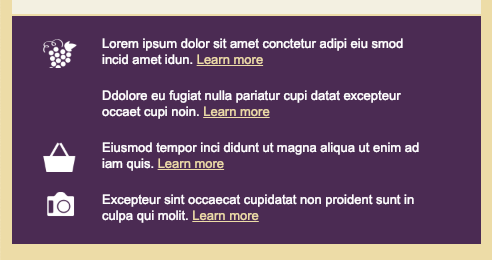 Lorem ipsum dolor sit amet conctetur adipi eiu smod
incid amet idun. Learn more
Ddolore eu fugiat nulla pariatur cupi datat excepteur
occaet cupi noin. Learn more
Eiusmod tempor inci didunt ut magna aliqua ut enim ad
iam quis. Learn more
Excepteur sint occaecat cupidatat non proident sunt in
culpa qui molit. Learn more